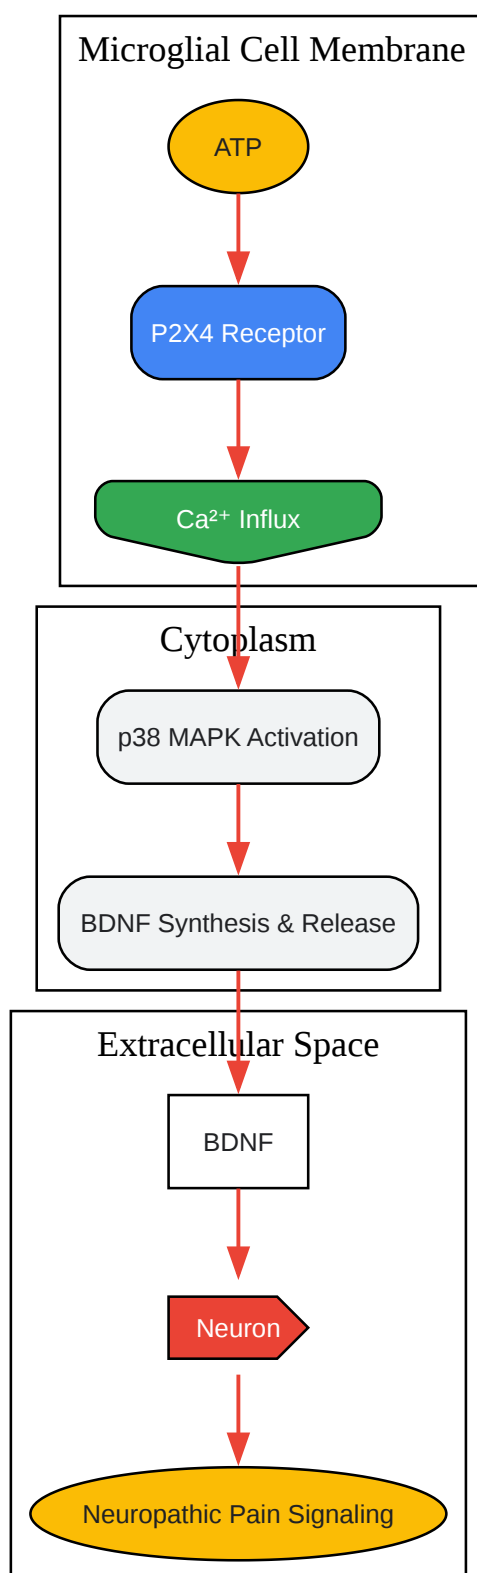 Microglial Cell Membrane
ATP
P2X4 Receptor
Ca²⁺ Influx
Cytoplasm
p38 MAPK Activation
BDNF Synthesis & Release
Extracellular Space
BDNF
Neuron
Neuropathic Pain Signaling